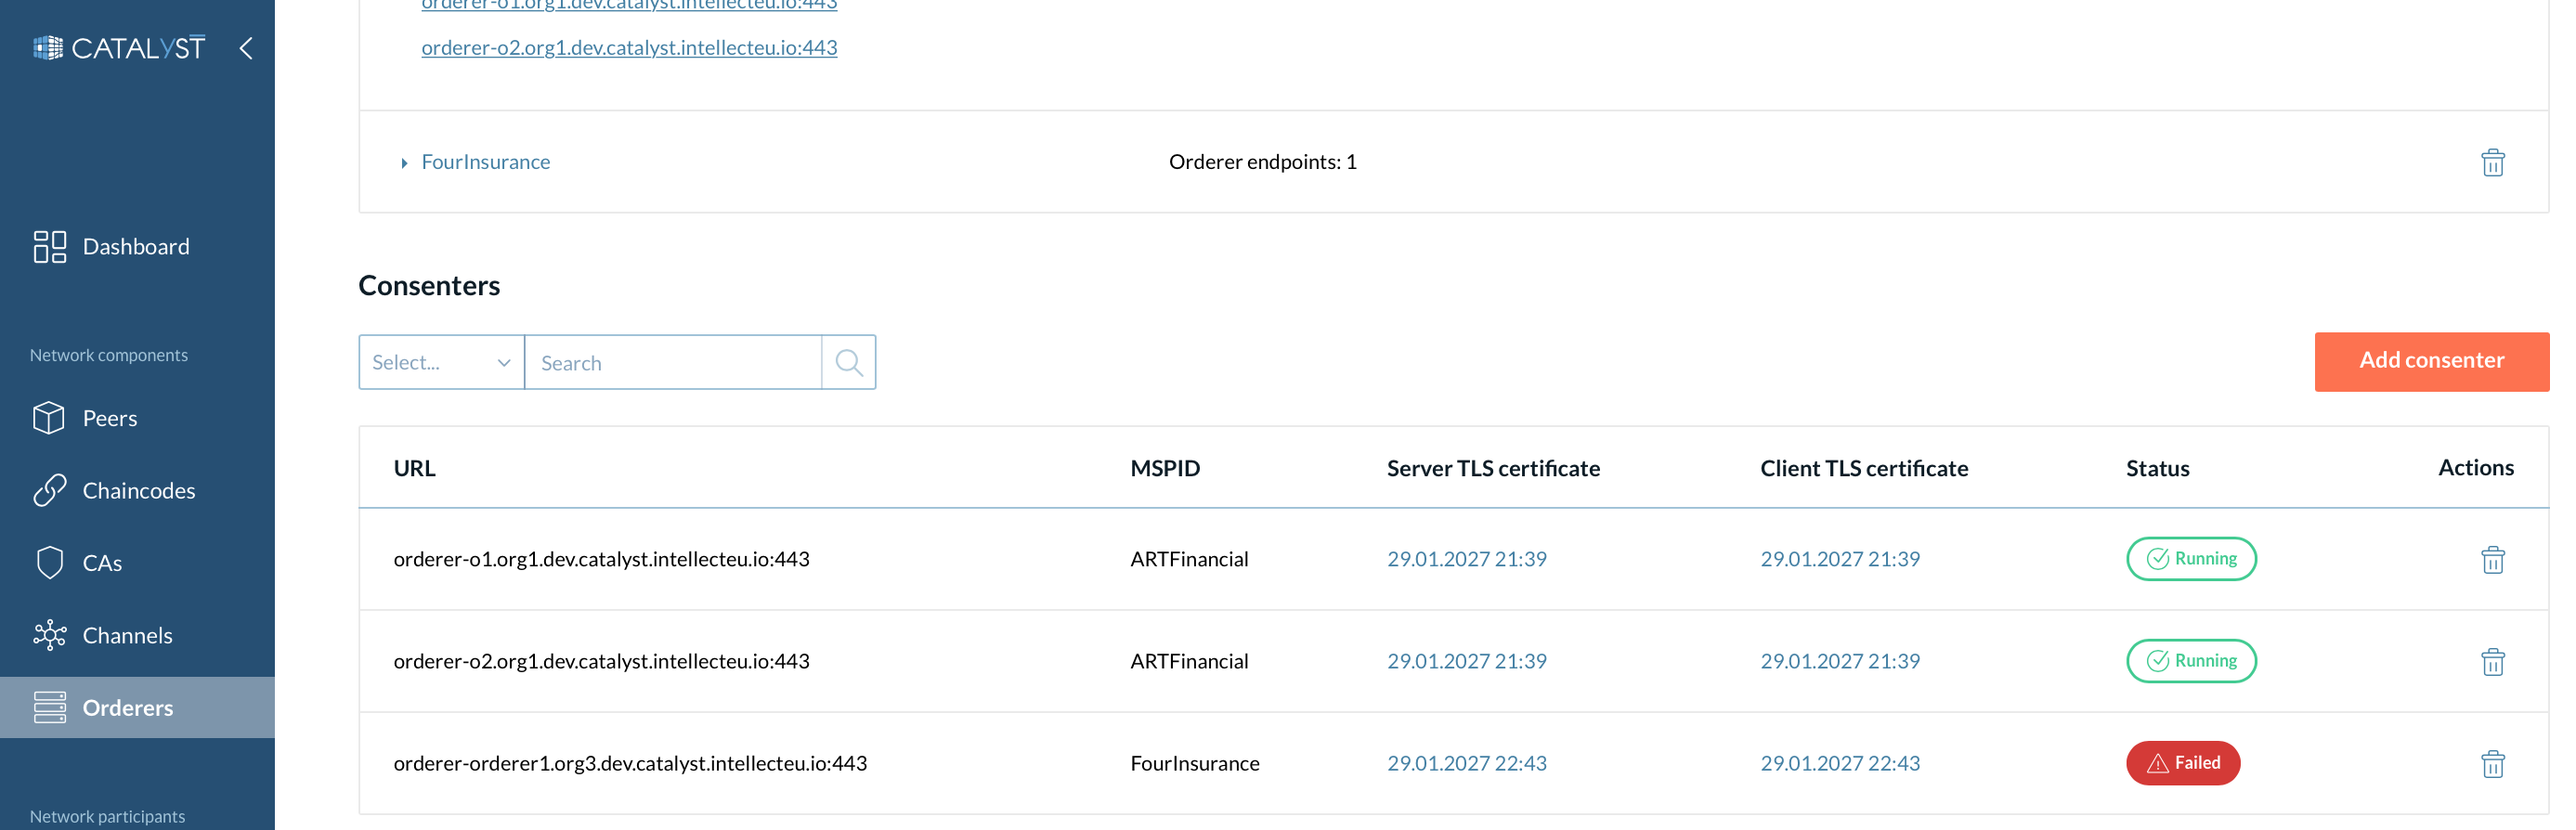 CATALYST
Dashboard
Network components
Peers
Chaincodes
CAs
Channels
Orderers
Network participants
orderer-o1.org1.dev.catalyst.intellecteu.io:443
orderer-o2.org1.dev.catalyst.intellecteu.io:443
FourInsurance Orderer endpoints: 1
Consenters
Select... Search Add consenter
URL MSPID Server TLS certificate Client TLS certificate Status Actions
orderer-o1.org1.dev.catalyst.intellecteu.io:443 ARTFinancial 29.01.2027 21:39 29.01.2027 21:39 Running
orderer-o2.org1.dev.catalyst.intellecteu.io:443 ARTFinancial 29.01.2027 21:39 29.01.2027 21:39 Running
orderer-orderer1.org3.dev.catalyst.intellecteu.io:443 FourInsurance 29.01.2027 22:43 29.01.2027 22:43 Failed